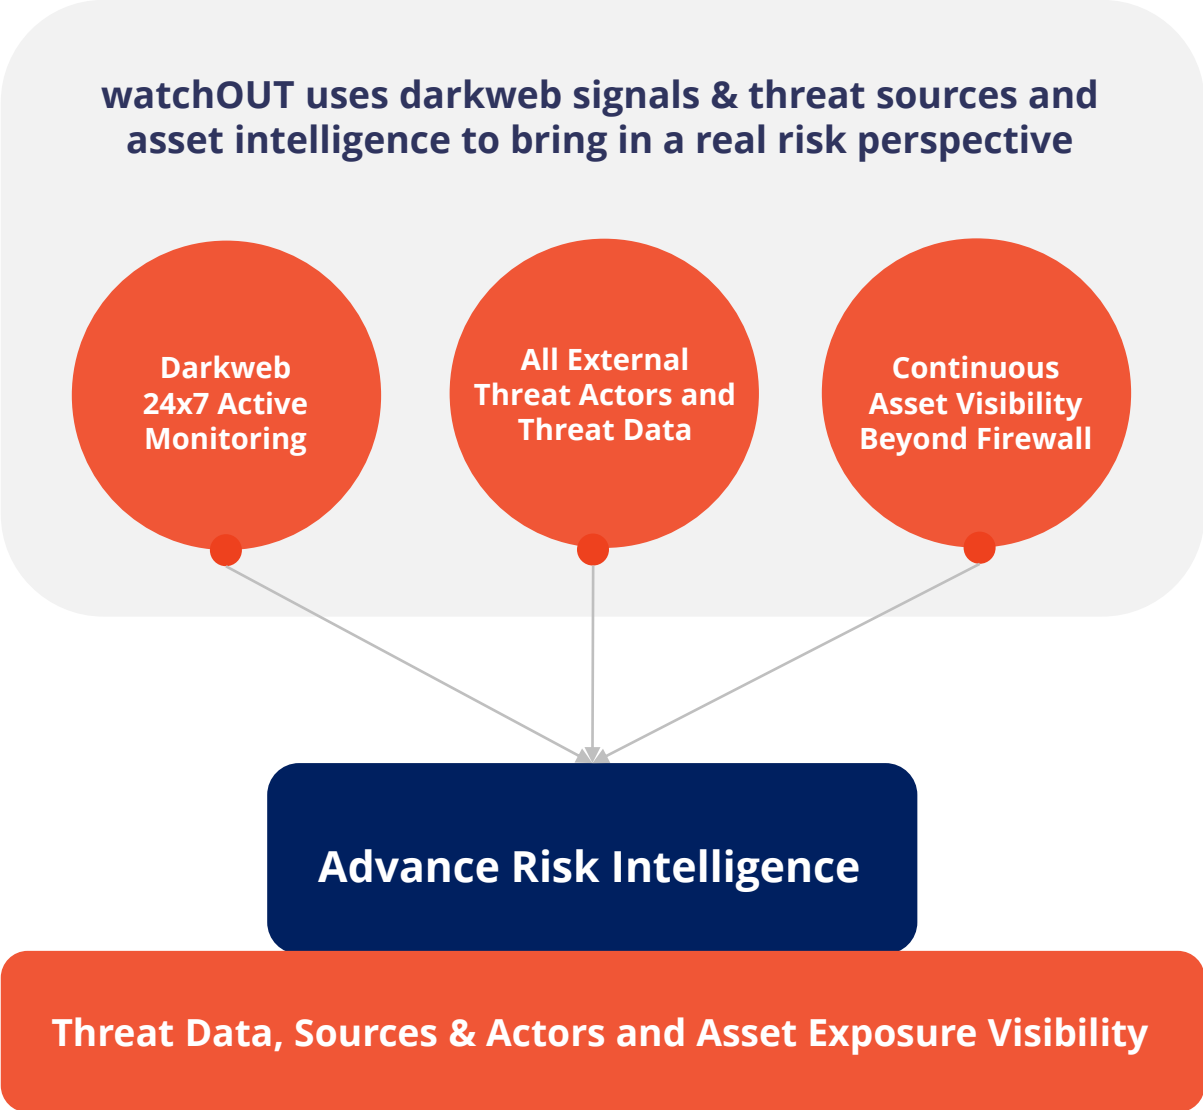 watchOUT uses darkweb signals & threat sources and
asset intelligence to bring in a real risk perspective
Darkweb
24x7 Active
Monitoring
All External
Threat Actors and
Threat Data
Continuous
Asset Visibility
Beyond Firewall
Advance Risk Intelligence
Threat Data, Sources & Actors and Asset Exposure Visibility